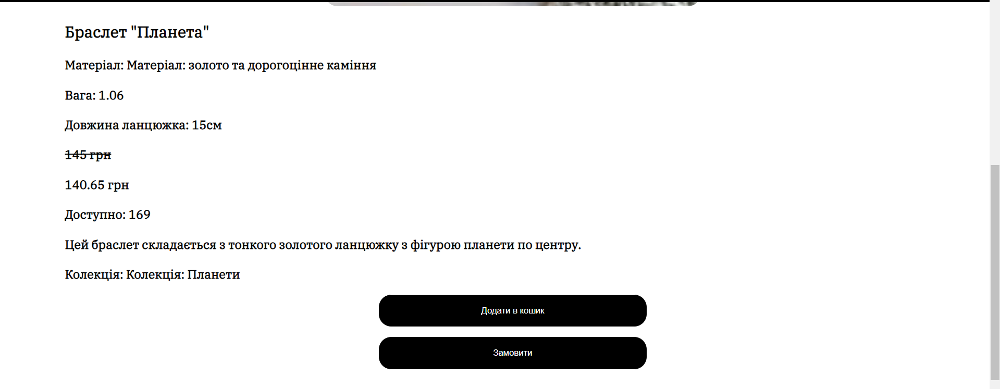 Браслет "Планета"
Матеріал: Матеріал: золото та дорогоцінне каміння
Вага: 1.06
Довжина ланцюжка: 15см
145 грн
140.65 грн
Доступно: 169
Цей браслет складається з тонкого золотого ланцюжку з фігурою планети по центру.
Колекція: Колекція: Планети
Додати в кошик
Замовити